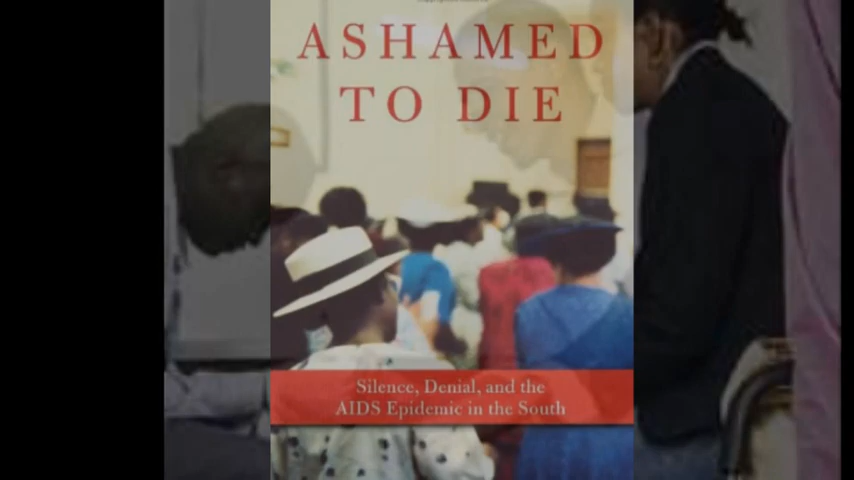 ASHAMED
TO DIE
Silence, Denial, and the
AIDS Epidemic in the South